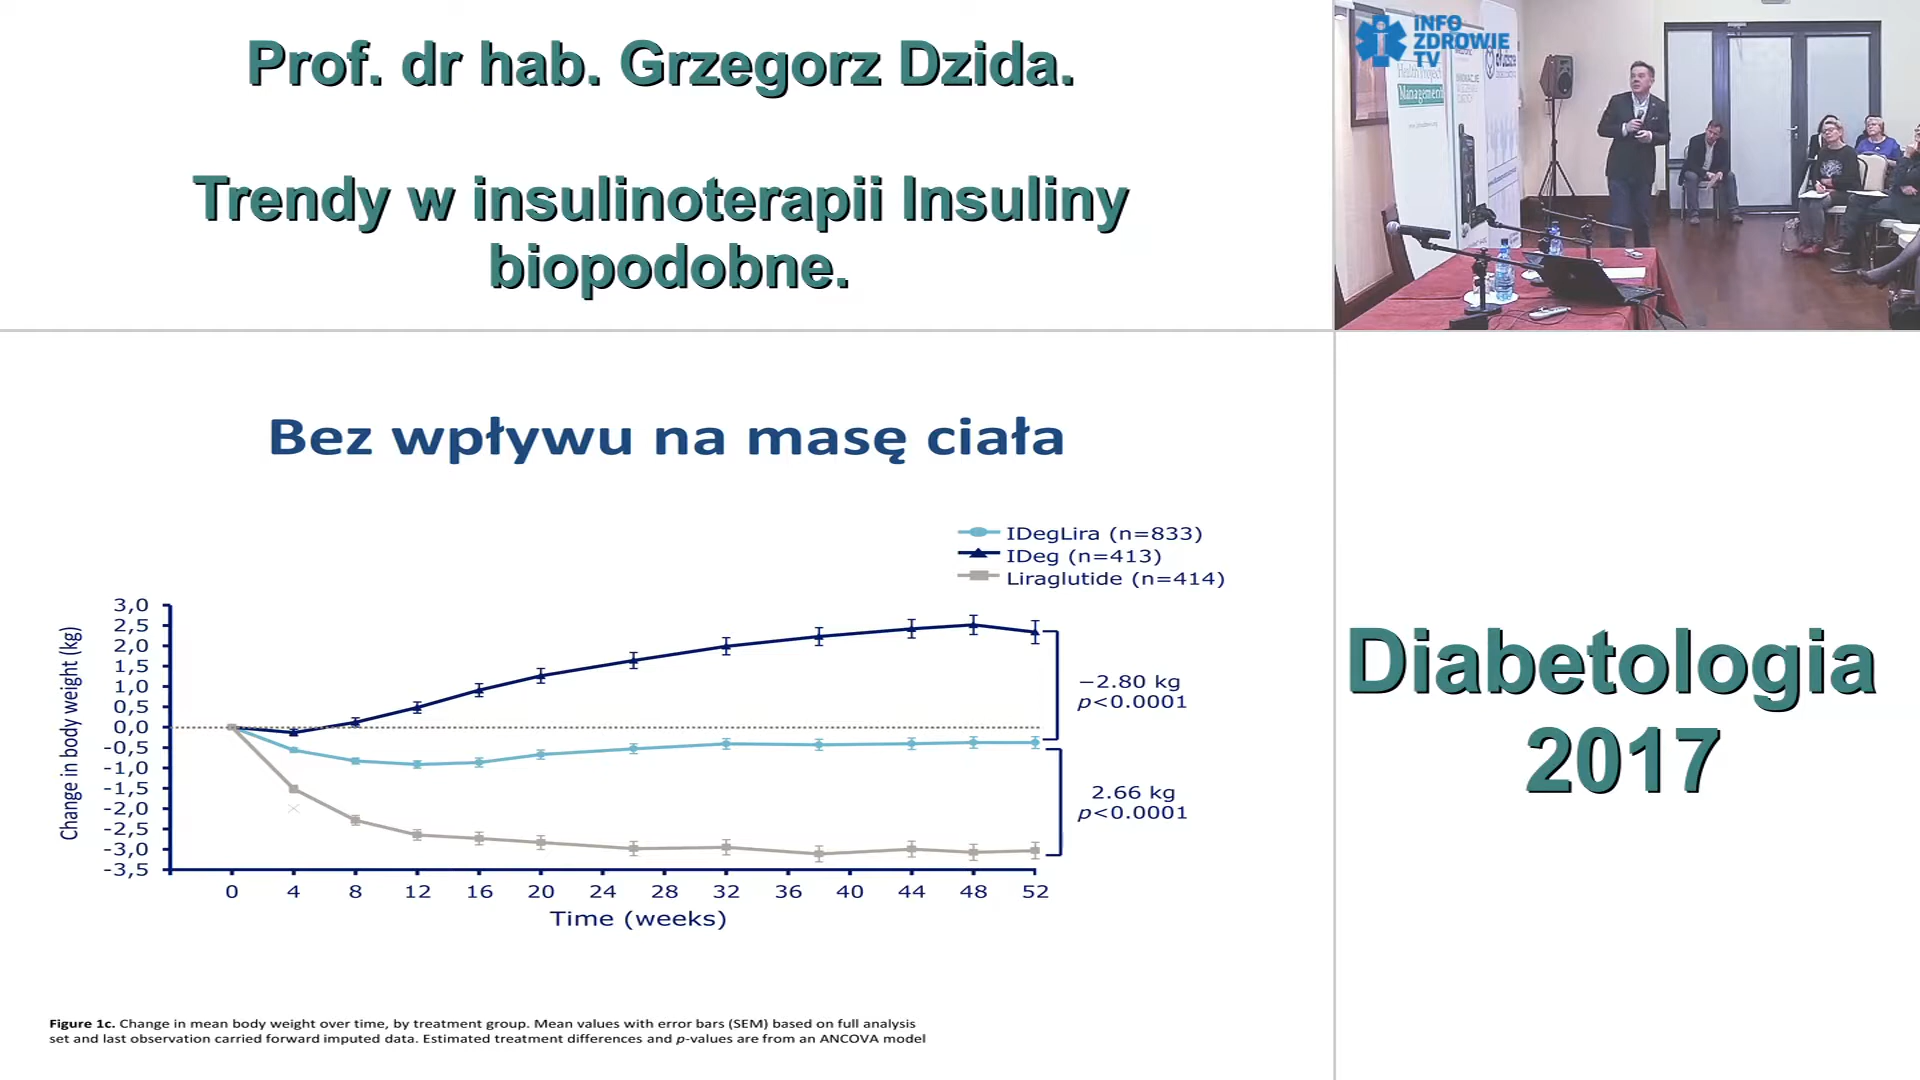 Prof. dr hab. Grzegorz Dzida.
Trendy w insulinoterapii Insuliny
biopodobne.
INFO
ZDROWIE
TV
Health Project
Management
Bez wpływu na masę ciała
IDegLira (n=833)
IDeg (n=413)
Liraglutide (n=414)
Change in body weight (kg)
3,0
2,5
2,0
1,5
1,0
0,5
0,0
-0,5
-1,0
-1,5
-2,0
-2,5
-3,0
-3,5
−2.80 kg
p<0.0001
2.66 kg
p<0.0001
0 4 8 12 16 20 24 28 32 36 40 44 48 52
Time (weeks)
Figure 1c. Change in mean body weight over time, by treatment group. Mean values with error bars (SEM) based on full analysis
set and last observation carried forward imputed data. Estimated treatment differences and p-values are from an ANCOVA model
Diabetologia
2017